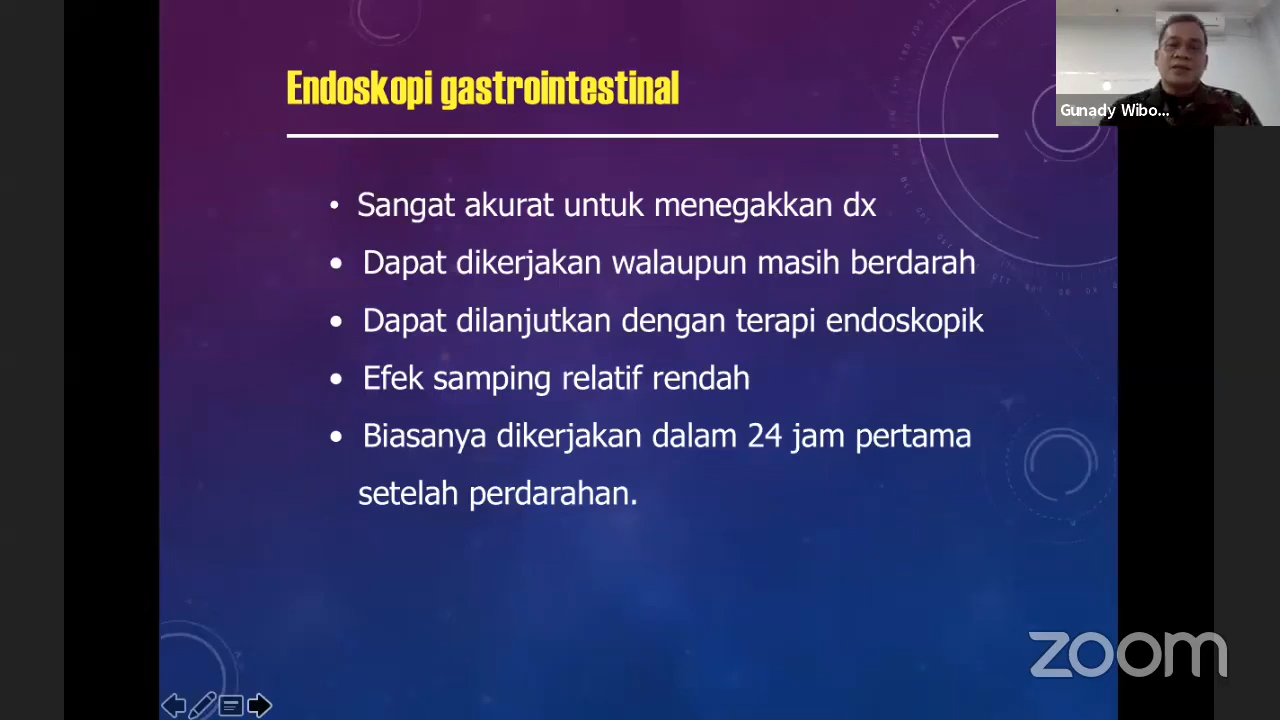 Endoskopi gastrointestinal
• Sangat akurat untuk menegakkan dx
• Dapat dikerjakan walaupun masih berdarah
• Dapat dilanjutkan dengan terapi endoskopik
• Efek samping relatif rendah
• Biasanya dikerjakan dalam 24 jam pertama
setelah perdarahan.
Gunady Wibo...
zoom